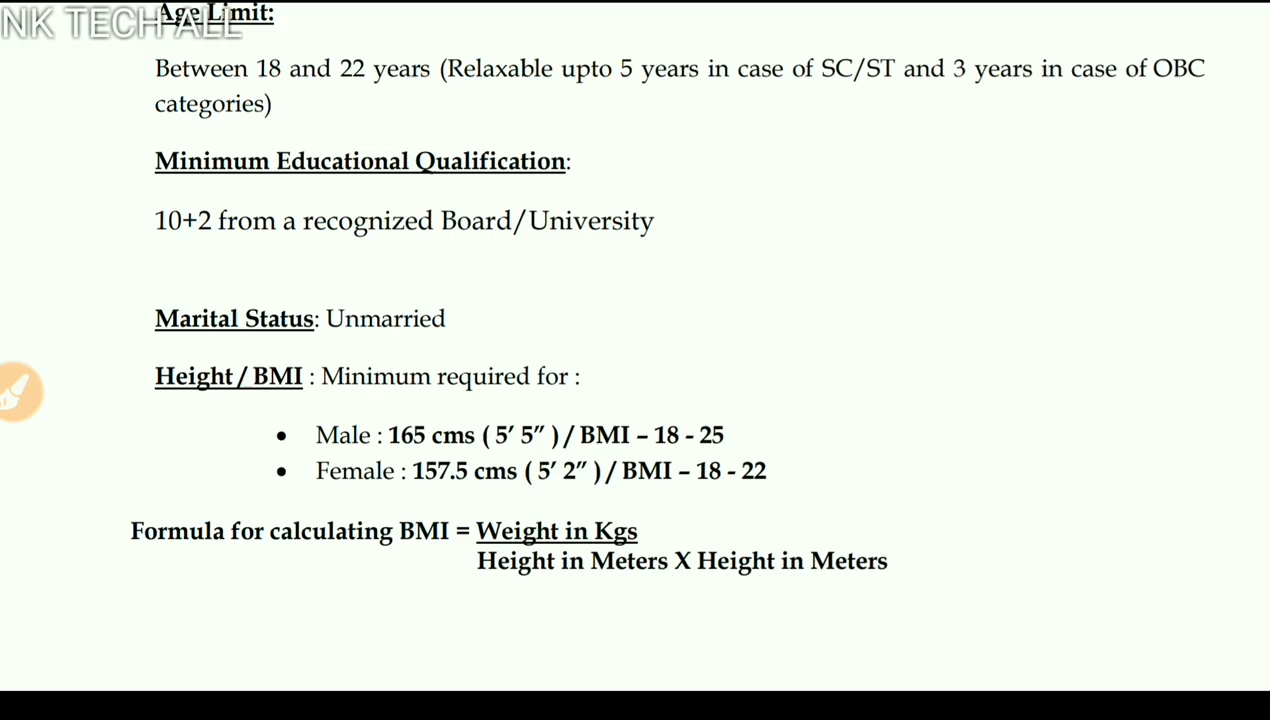 Age Limit:
NK TECH ALL
Between 18 and 22 years (Relaxable upto 5 years in case of SC/ST and 3 years in case of OBC
categories)
Minimum Educational Qualification:
10+2 from a recognized Board/University
Marital Status: Unmarried
Height / BMI : Minimum required for :
• Male : 165 cms ( 5′ 5″ ) / BMI – 18 - 25
• Female : 157.5 cms ( 5′ 2″ ) / BMI – 18 - 22
Formula for calculating BMI = Weight in Kgs
Height in Meters X Height in Meters